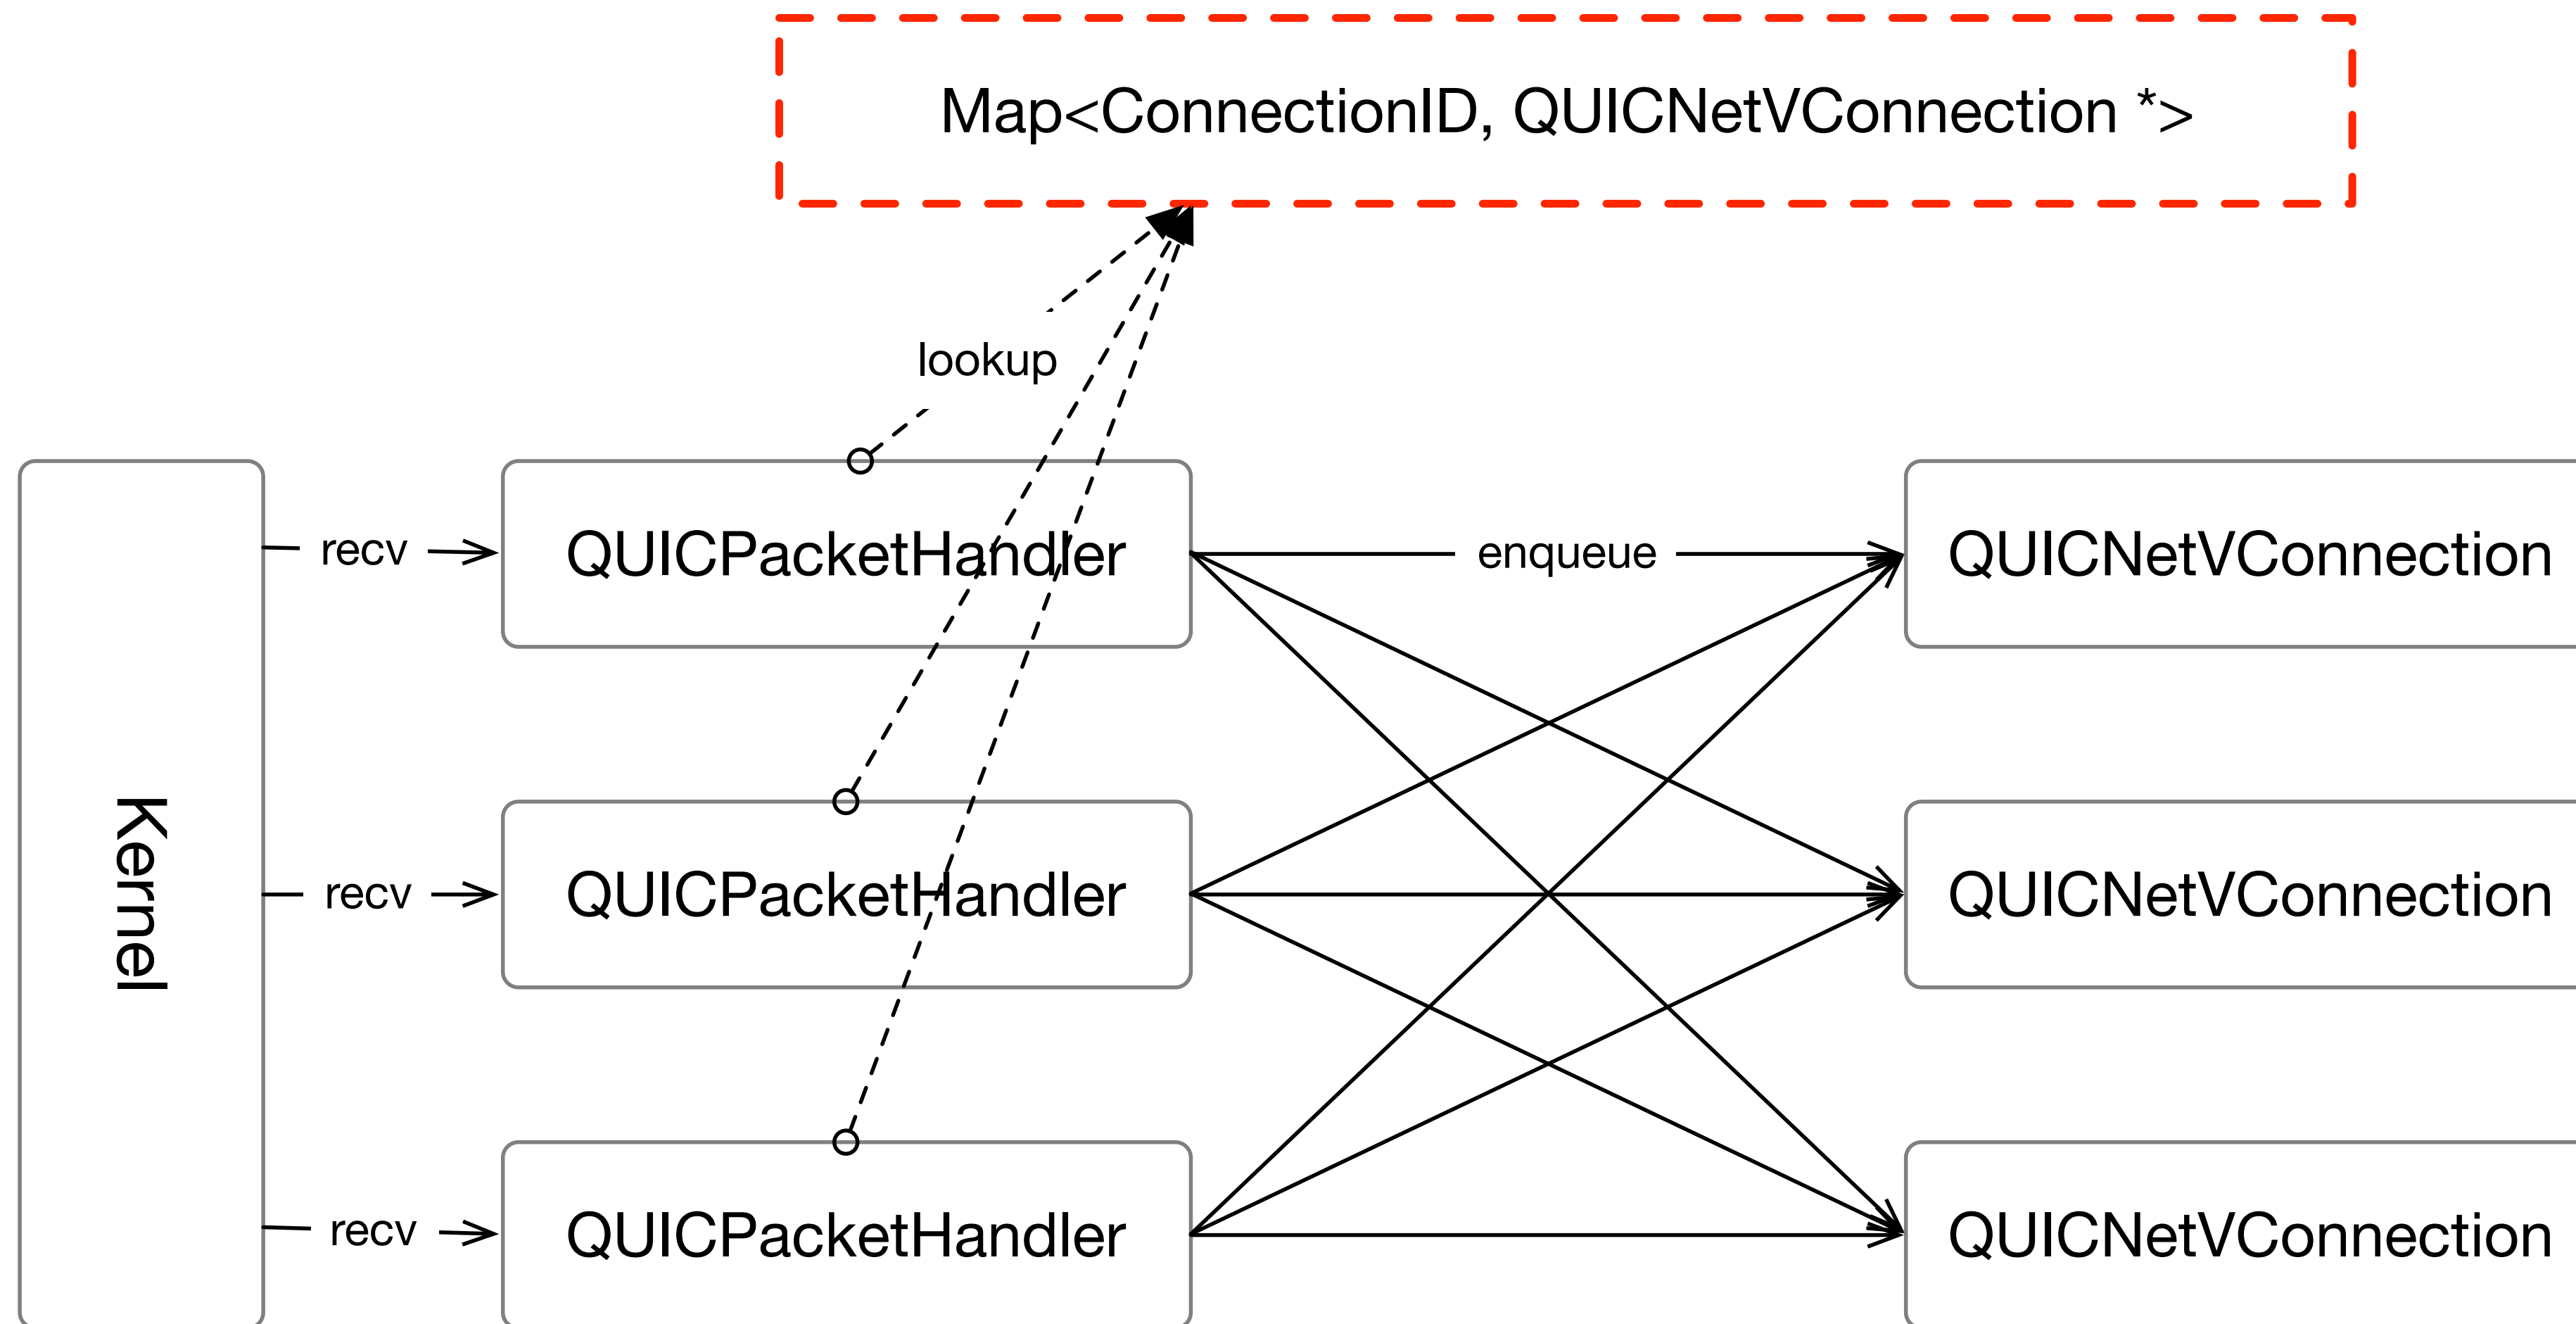 Map<ConnectionID, QUICNetVConnection *>
lookup
recv
QUICPacketHandler
enqueue
QUICNetVConnection
Kernel
recv
QUICPacketHandler
QUICNetVConnection
recv
QUICPacketHandler
QUICNetVConnection